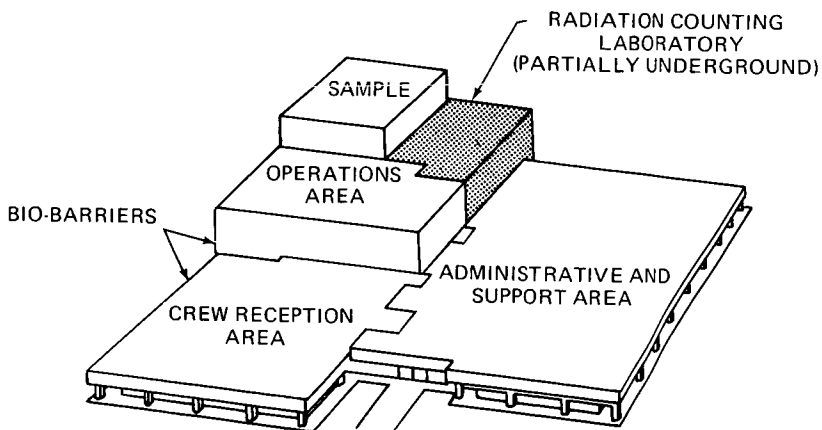 RADIATION COUNTING
LABORATORY
(PARTIALLY UNDERGROUND)
SAMPLE
OPERATIONS
AREA
BIO-BARRIERS
ADMINISTRATIVE AND
SUPPORT AREA
CREW RECEPTION
AREA